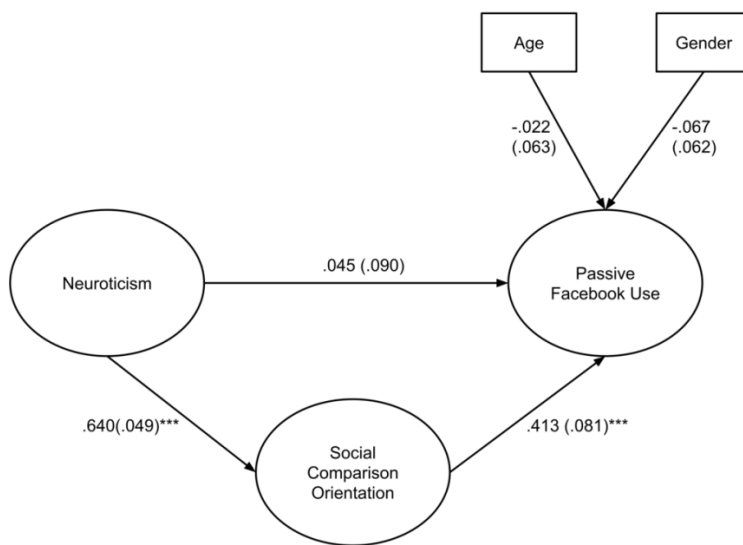 Age
Gender
-.022
(.063)
-.067
(.062)
Neuroticism
.045 (.090)
Passive
Facebook Use
.640(.049)***
.413 (.081)***
Social
Comparison
Orientation